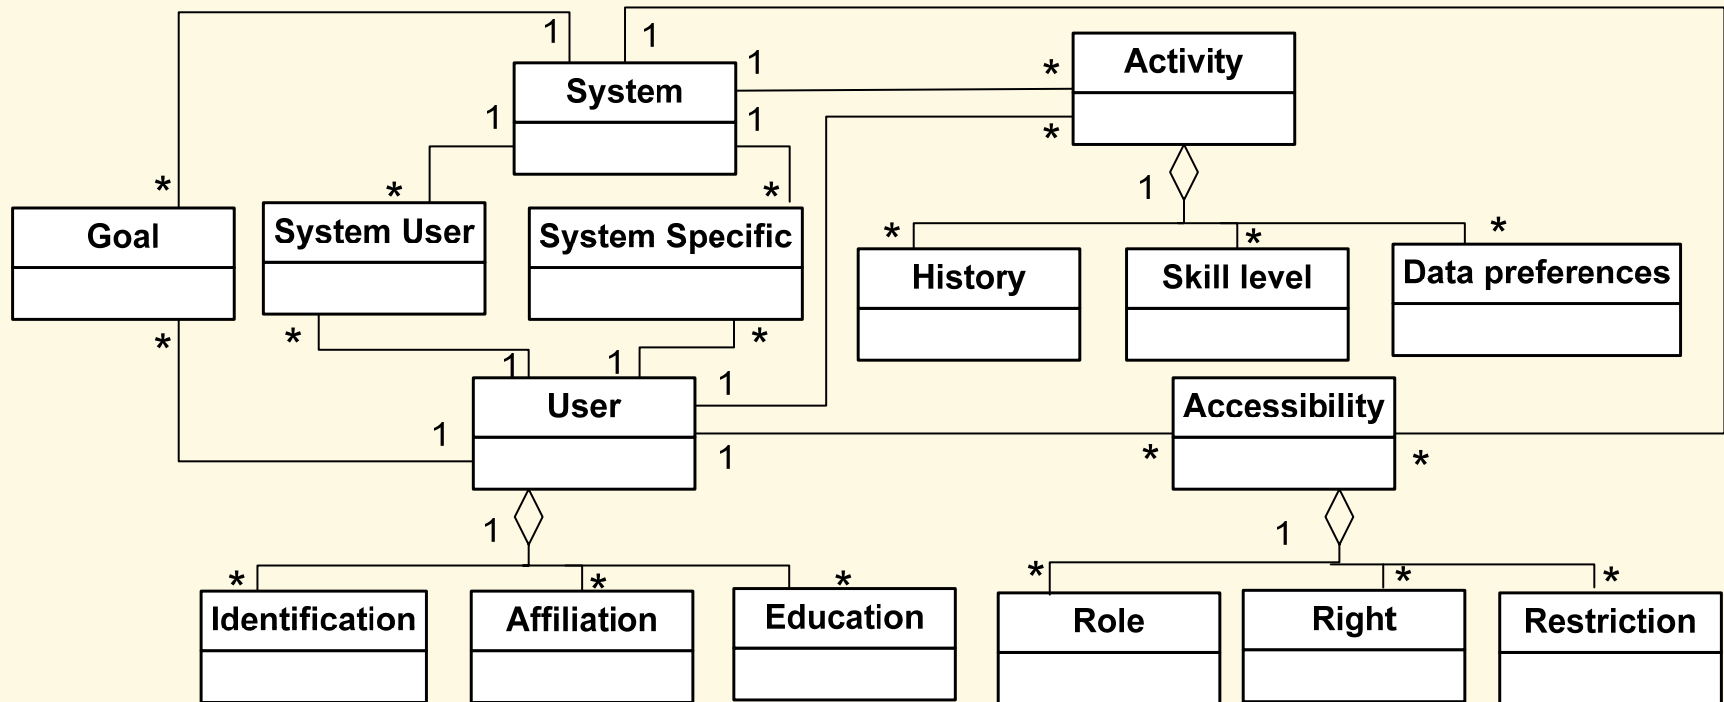 1
1
1
*
Activity
System
1
1
*
1
*
*
*
1
Goal
System User
System Specific
*
*
*
History
Skill level
Data preferences
*
*
*
1
1
1
User
Accessibility
1
1
*
*
1
1
*
*
*
*
*
*
Identification
Affiliation
Education
Role
Right
Restriction